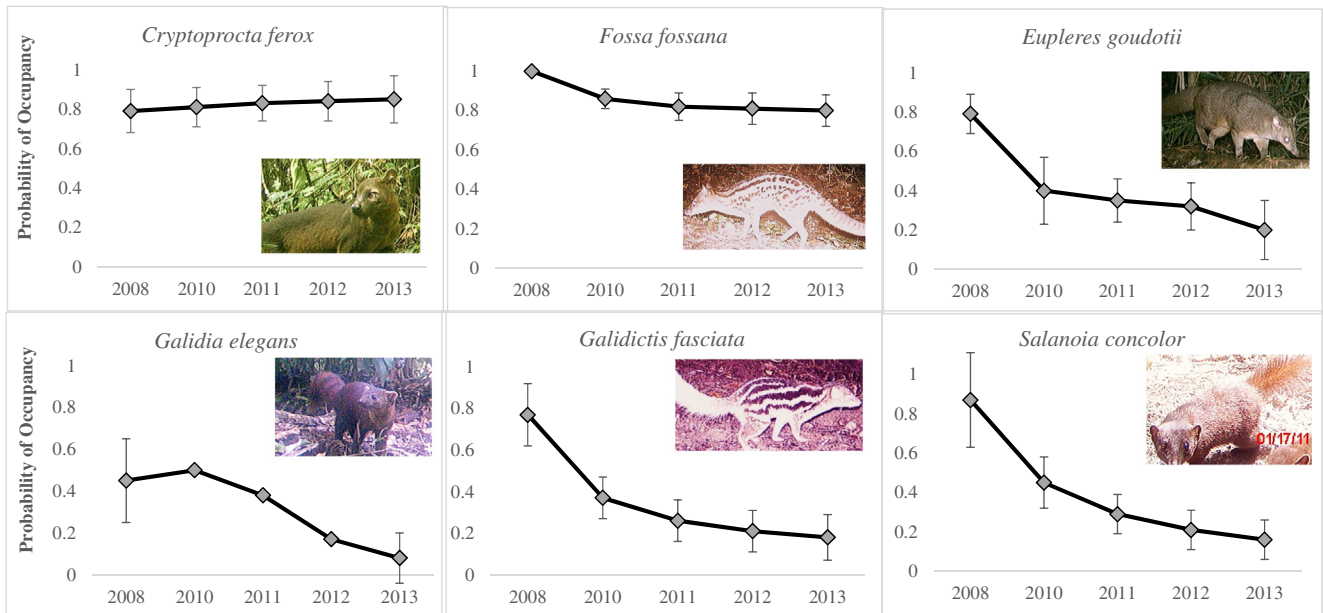 Cryptoprocta ferox
Probability of Occupancy
1
0.8
0.6
0.4
0.2
0
2008 2010 2011 2012 2013
Fossa fossana
1
0.8
0.6
0.4
0.2
0
2008 2010 2011 2012 2013
Eupleres goudotii
1
0.8
0.6
0.4
0.2
0
2008 2010 2011 2012 2013
Galidia elegans
Probability of Occupancy
1
0.8
0.6
0.4
0.2
0
2008 2010 2011 2012 2013
Galidictis fasciata
1
0.8
0.6
0.4
0.2
0
2008 2010 2011 2012 2013
Salanoia concolor
1
0.8
0.6
0.4
0.2
0
2008 2010 2011 2012 2013
01/17/11